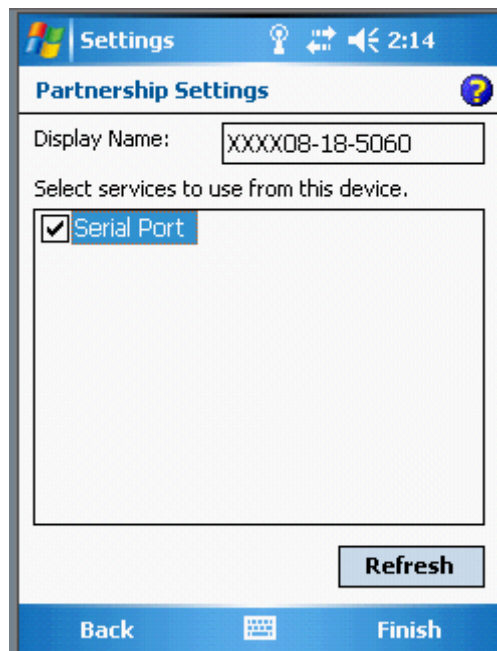 Settings 2:14
Partnership Settings ?
Display Name: XXXX08-18-5060
Select services to use from this device.
Serial Port
Refresh
Back Finish